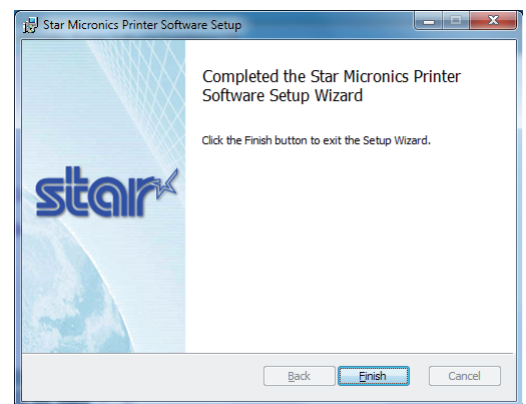 Star Micronics Printer Software Setup
Completed the Star Micronics Printer
Software Setup Wizard
Click the Finish button to exit the Setup Wizard.
star
Back
Finish
Cancel